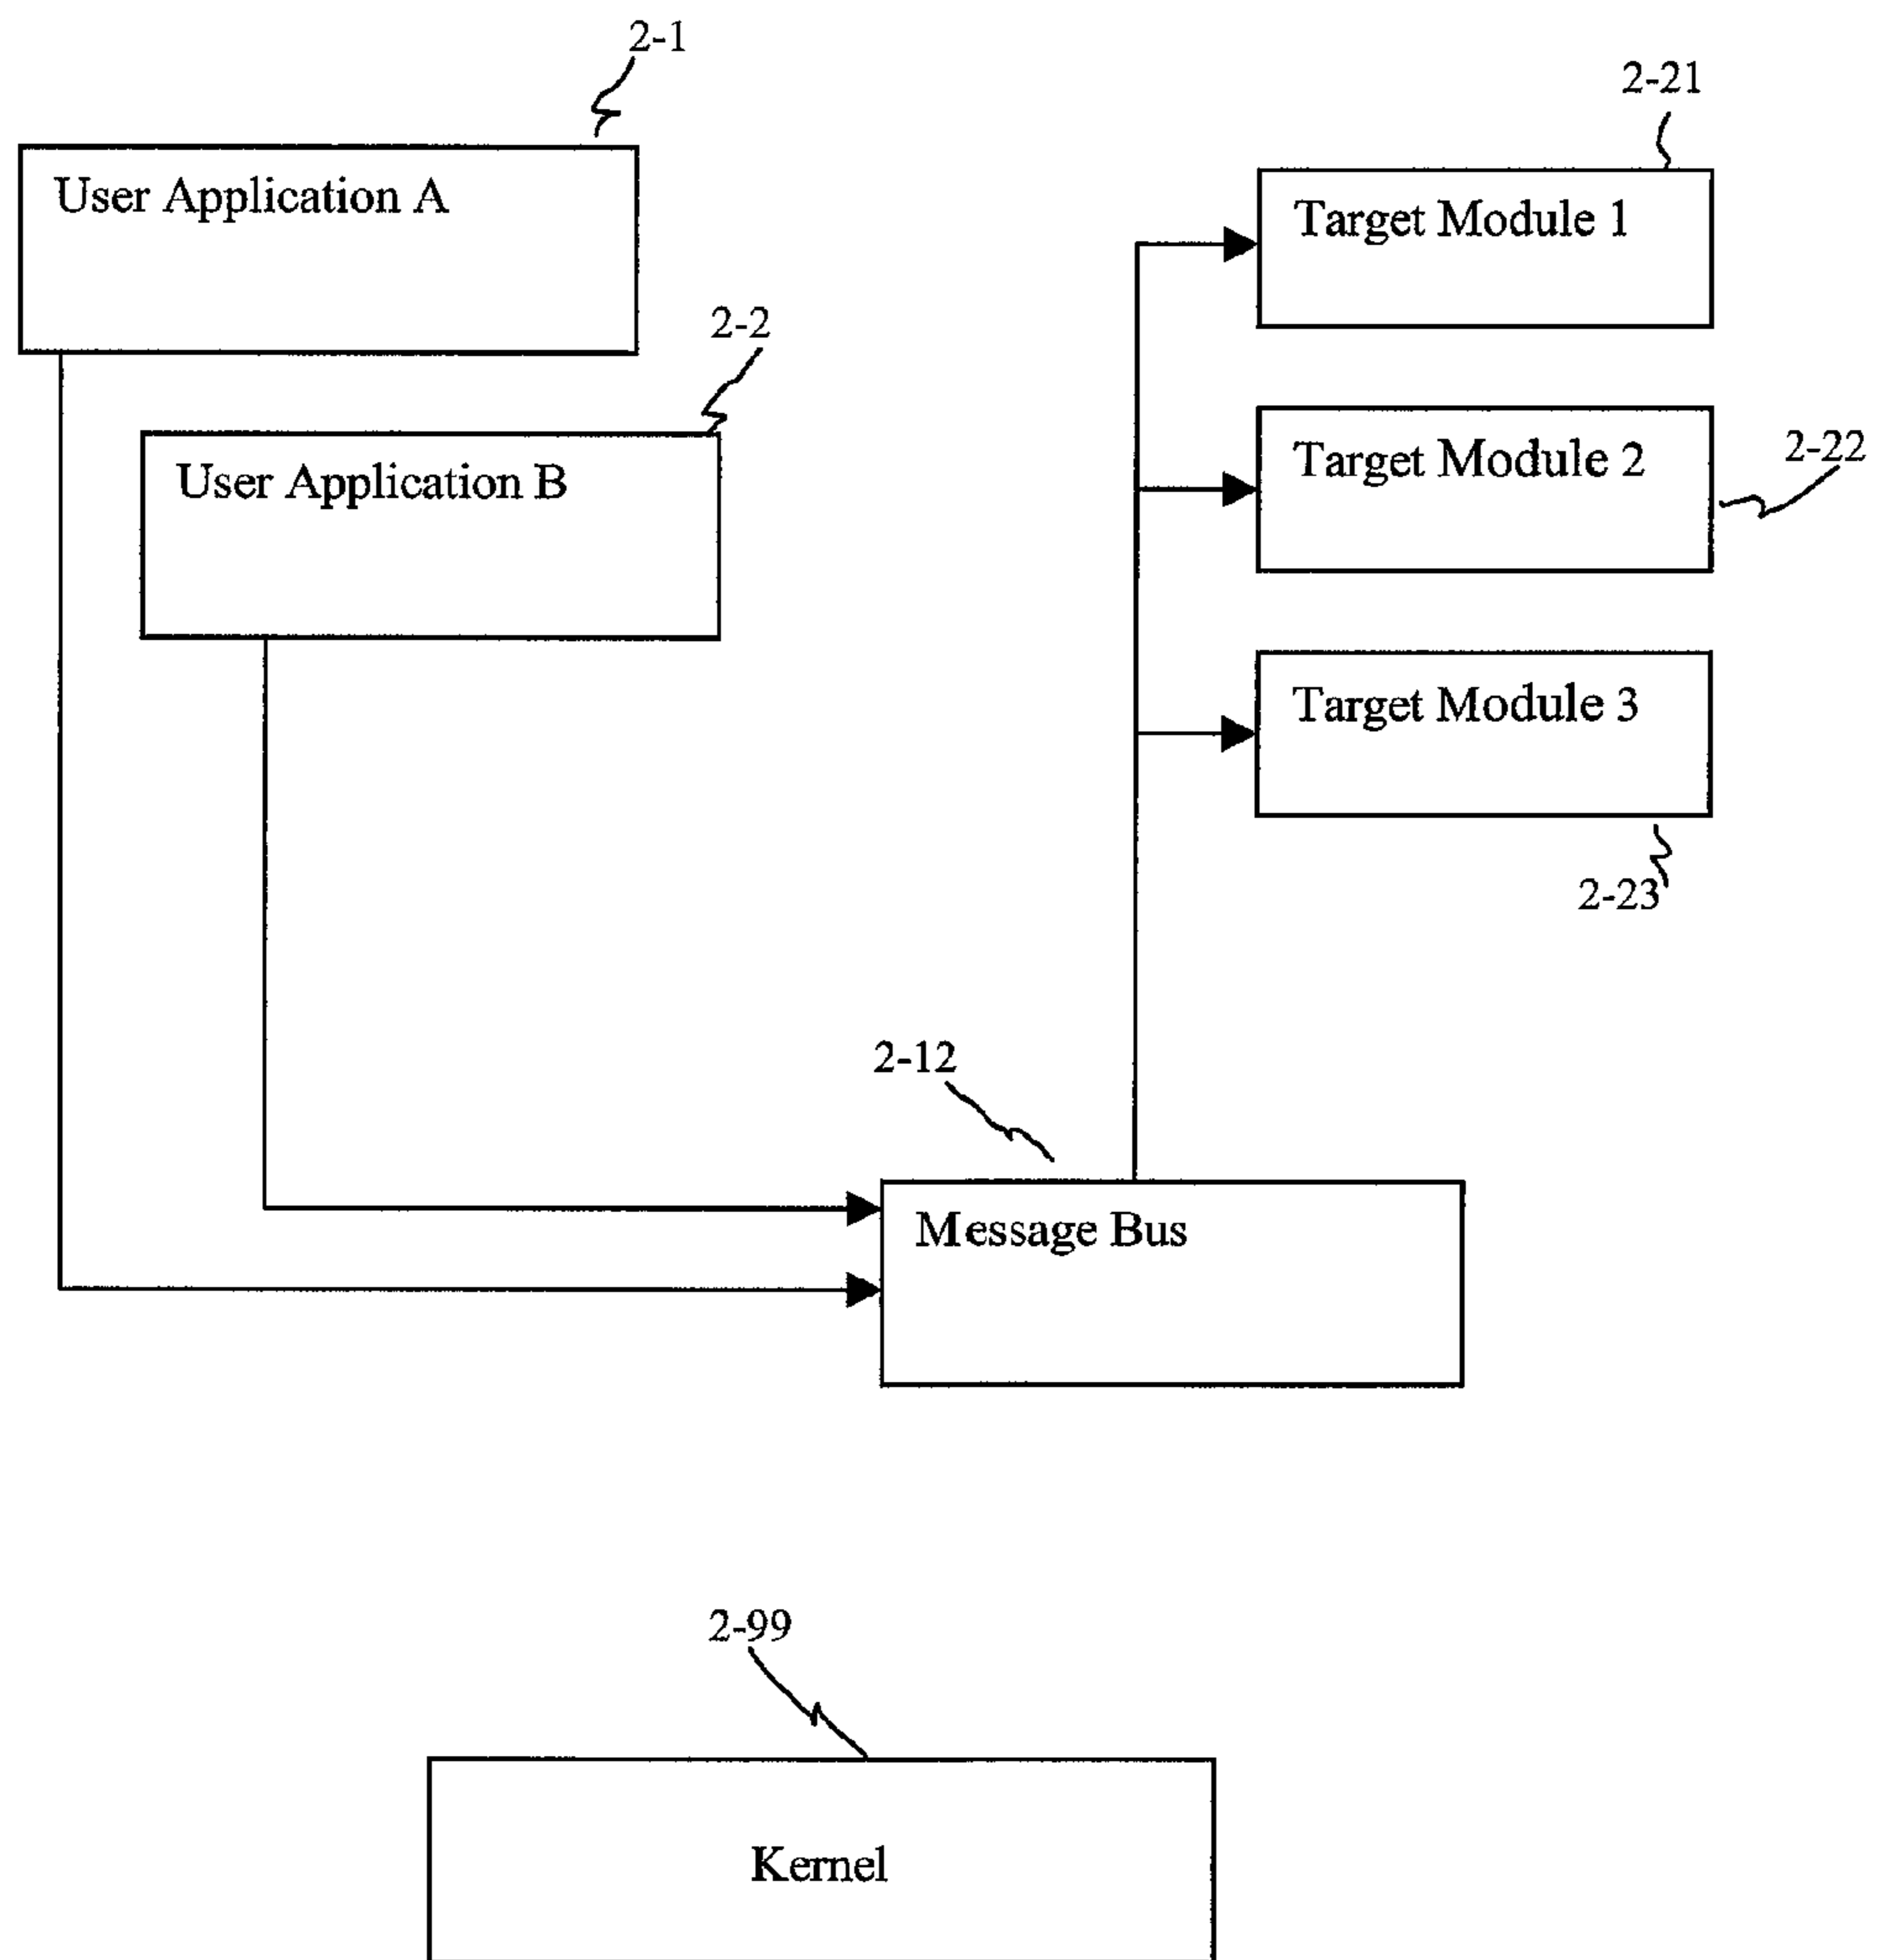 2-1
2-21
User Application A
Target Module 1
2-2
Target Module 2
2-22
User Application B
Target Module 3
2-23
2-12
Message Bus
2-99
Kernel